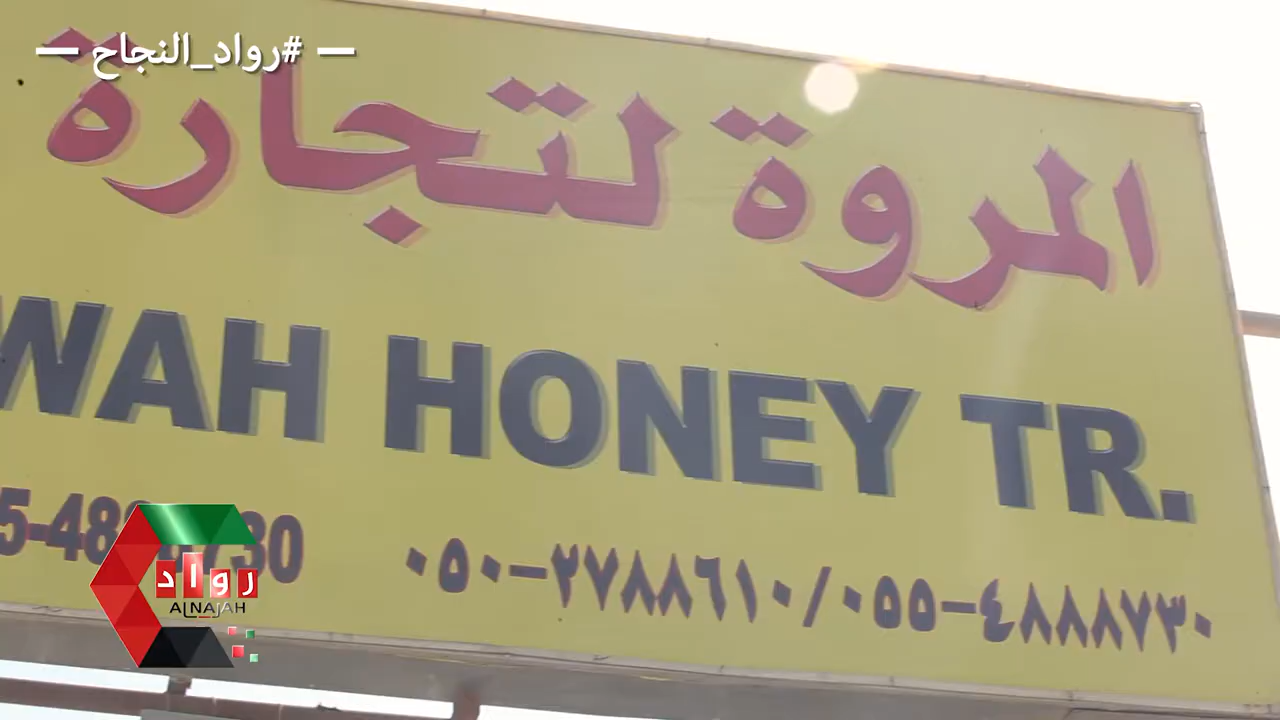 #رواد_النجاح
المروة لتجارة
WAH HONEY TR.
٠٥٠-٢٧٨٨٦١٠/٠٥٥-٤٨٨٨٧٣٠
رواد
ALNAJAH